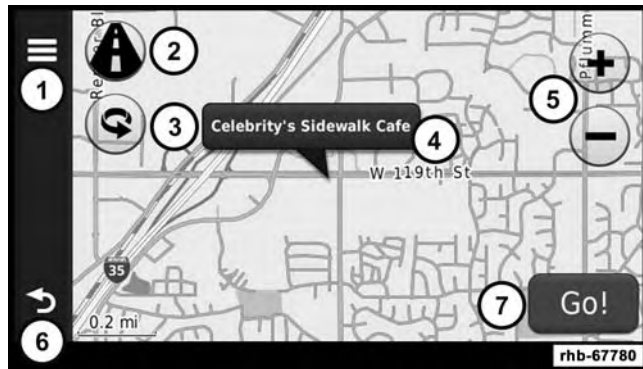 1
2
3
Celebrity's Sidewalk Cafe
4
5
Pflumm
W 119th St
35
0.2 mi
6
7
Go!
rhb-67780